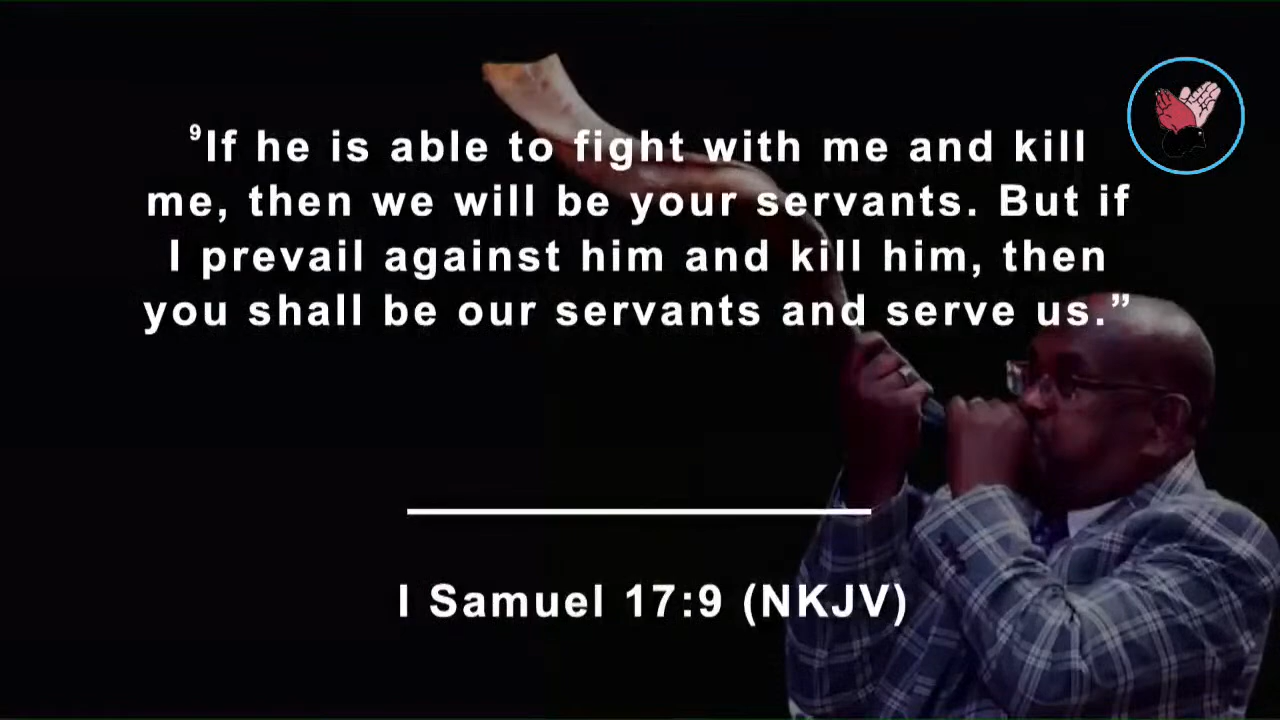 ⁹If he is able to fight with me and kill
me, then we will be your servants. But if
I prevail against him and kill him, then
you shall be our servants and serve us.”
I Samuel 17:9 (NKJV)